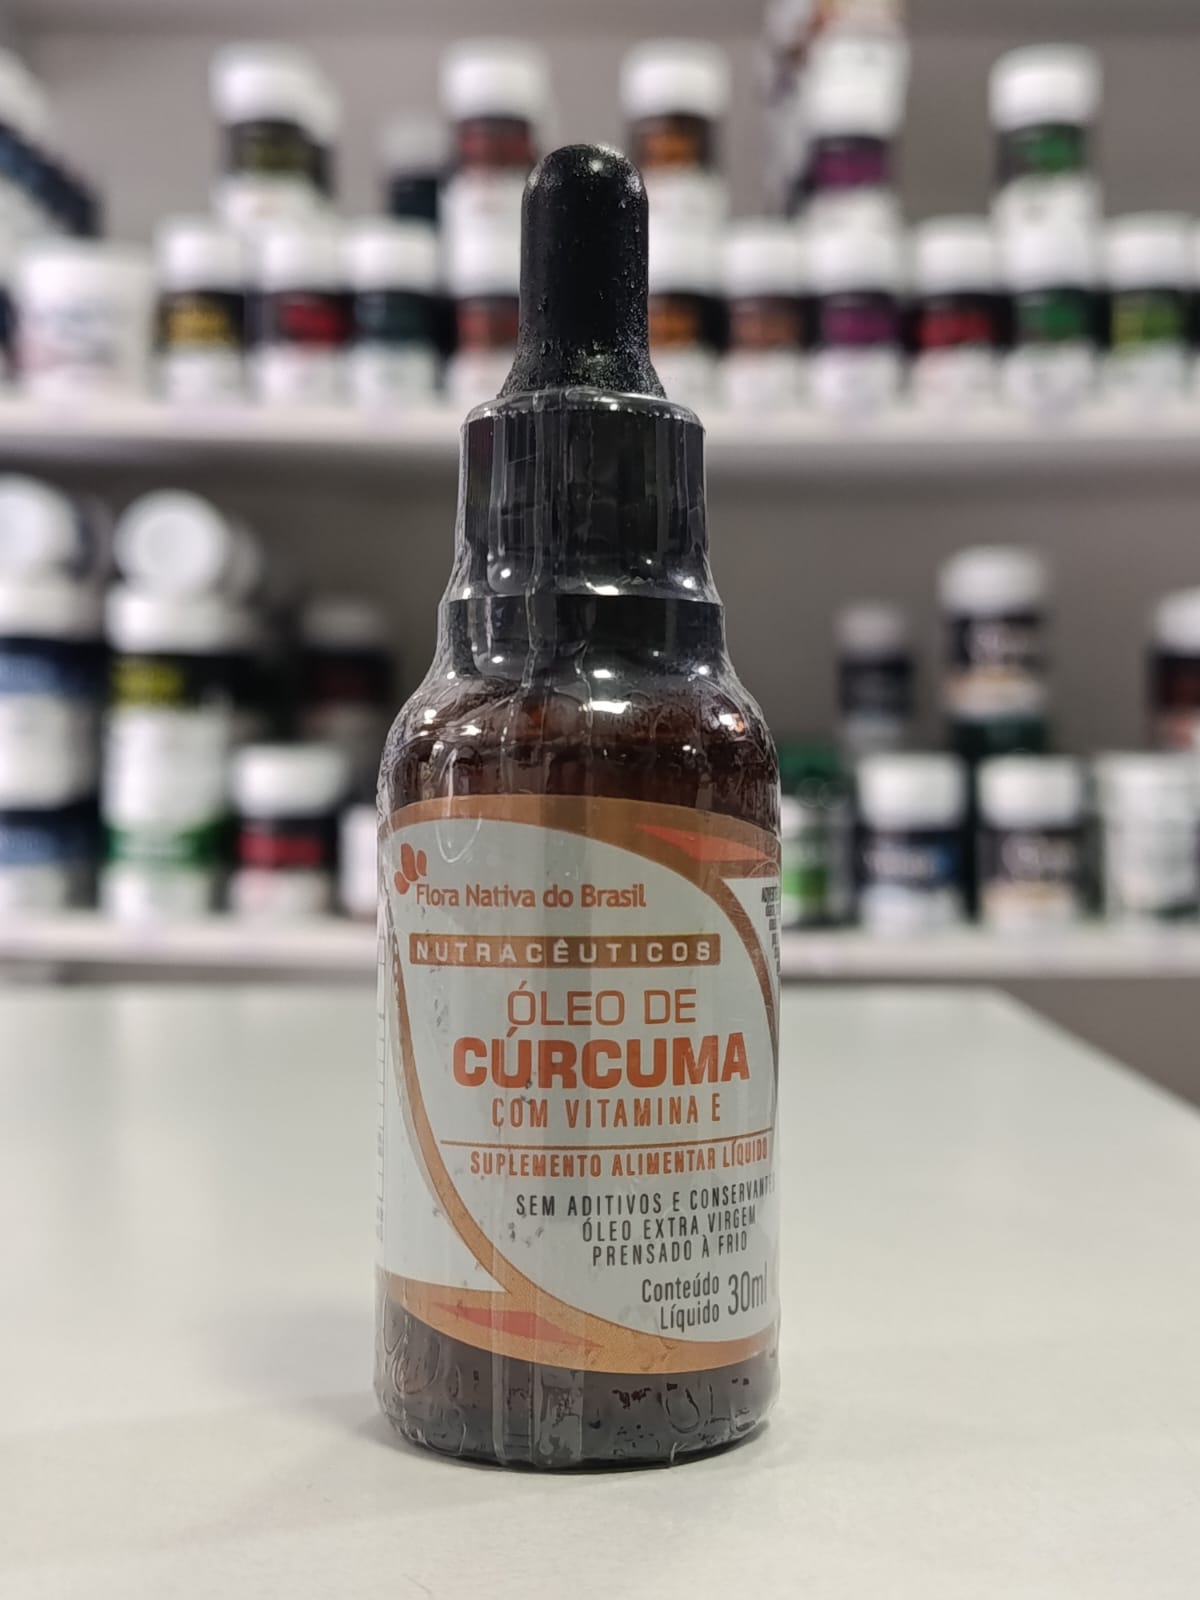 Flora Nativa do Brasil
NUTRACÊUTICOS
ÓLEO DE
CÚRCUMA
COM VITAMINA E
SUPLEMENTO ALIMENTAR LÍQUIDO
SEM ADITIVOS E CONSERVANTES
ÓLEO EXTRA VIRGEM
PRENSADO À FRIO
Conteúdo
Líquido 30ml